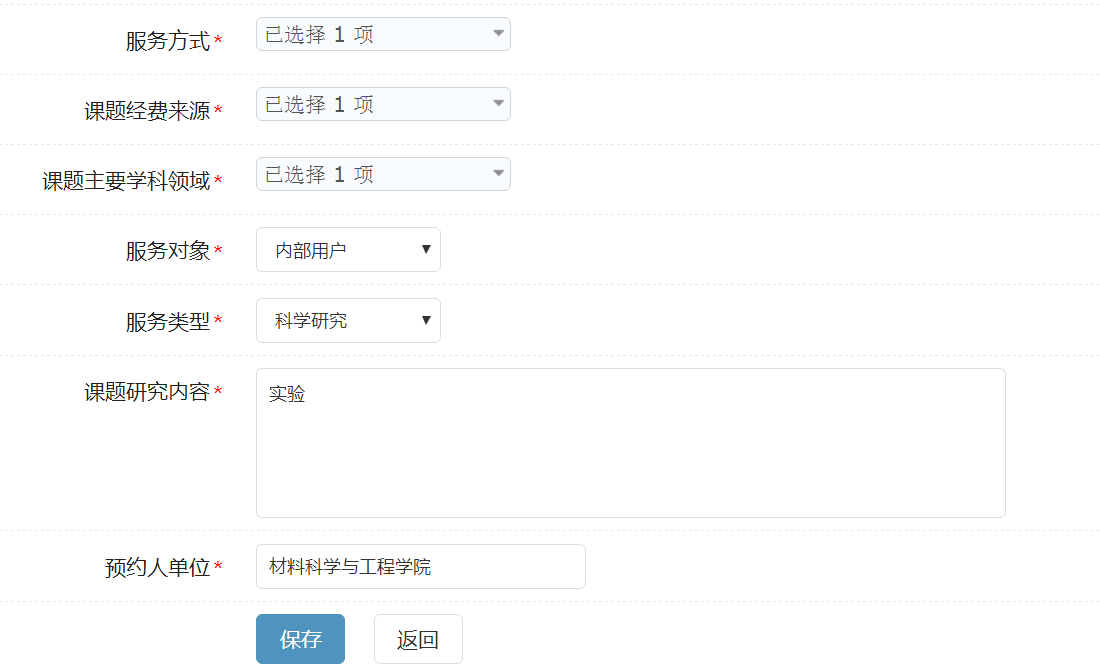 服务方式* 已选择 1 项
课题经费来源* 已选择 1 项
课题主要学科领域* 已选择 1 项
服务对象* 内部用户
服务类型* 科学研究
课题研究内容* 实验
预约人单位* 材料科学与工程学院
保存 返回